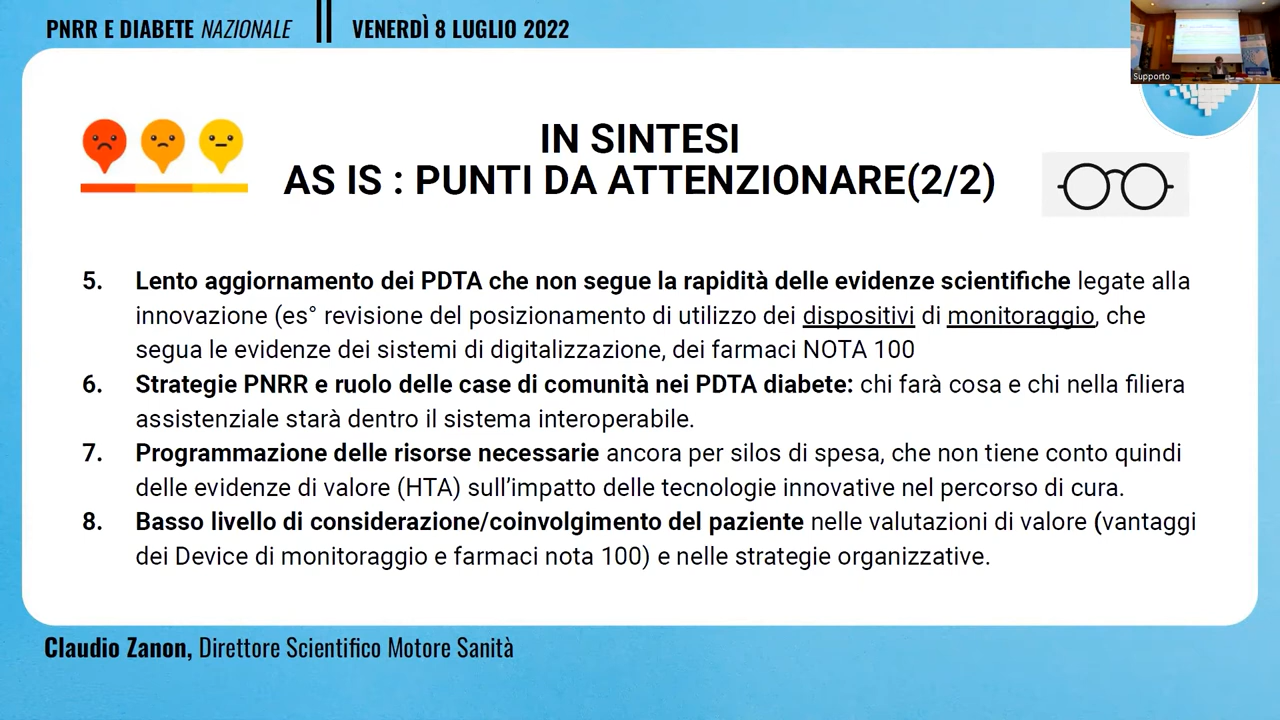 PNRR E DIABETE NAZIONALE
VENERDÌ 8 LUGLIO 2022
Supporto
IN SINTESI
AS IS : PUNTI DA ATTENZIONARE(2/2)
5. Lento aggiornamento dei PDTA che non segue la rapidità delle evidenze scientifiche legate alla
innovazione (es° revisione del posizionamento di utilizzo dei dispositivi di monitoraggio, che
segua le evidenze dei sistemi di digitalizzazione, dei farmaci NOTA 100
6. Strategie PNRR e ruolo delle case di comunità nei PDTA diabete: chi farà cosa e chi nella filiera
assistenziale starà dentro il sistema interoperabile.
7. Programmazione delle risorse necessarie ancora per silos di spesa, che non tiene conto quindi
delle evidenze di valore (HTA) sull’impatto delle tecnologie innovative nel percorso di cura.
8. Basso livello di considerazione/coinvolgimento del paziente nelle valutazioni di valore (vantaggi
dei Device di monitoraggio e farmaci nota 100) e nelle strategie organizzative.
Claudio Zanon, Direttore Scientifico Motore Sanità